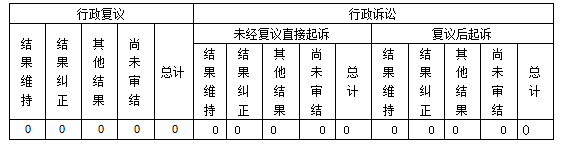 行政复议 行政诉讼
未经复议直接起诉 复议后起诉
结果维持 结果纠正 其他结果 尚未审结 总计 结果维持 结果纠正 其他结果 尚未审结 总计 结果维持 结果纠正 其他结果 尚未审结 总计
0 0 0 0 0 0 0 0 0 0 0 0 0 0 0